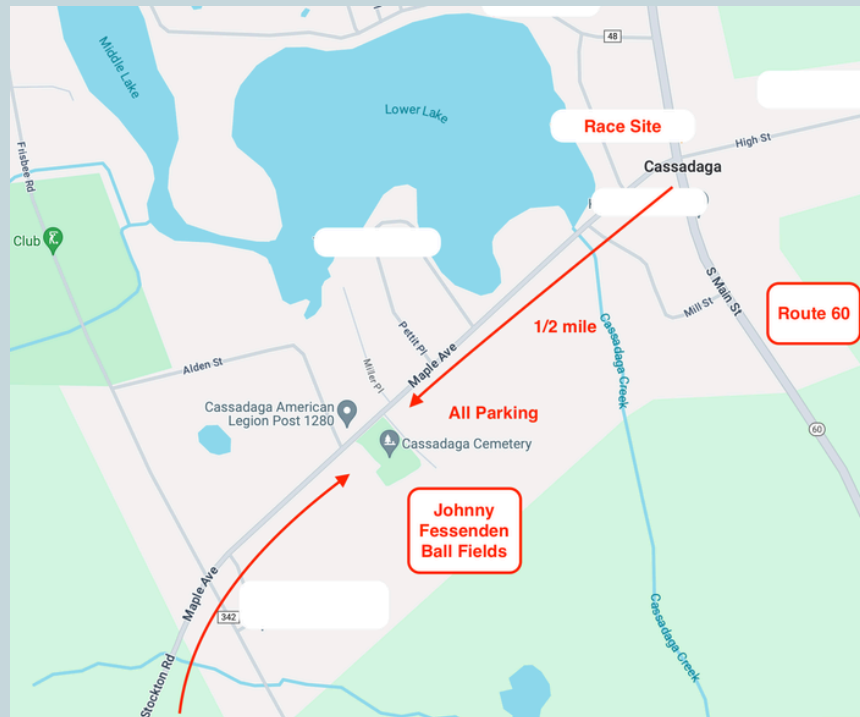 48
Middle Lake
Lower Lake
Race Site
High St
Cassadaga
Frisbee Rd
Club
S Main St
Route 60
Mill St
1/2 mile
Pettit Pl
Maple Ave
Cassadaga Creek
Alden St
Miller Pl
Cassadaga American
Legion Post 1280
All Parking
60
Cassadaga Cemetery
Johnny
Fessenden
Ball Fields
Maple Ave
342
Cassadaga Creek
Stockton Rd